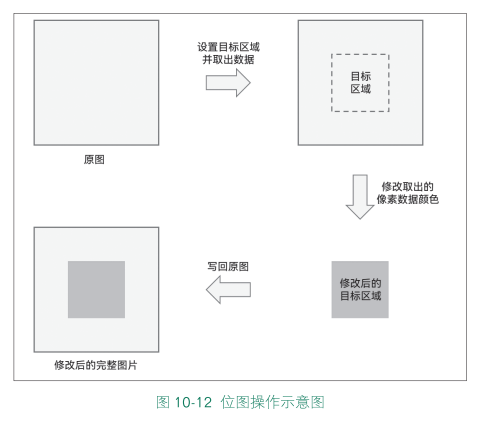 设置目标区域
并取出数据
目标
区域
原图
修改取出的
像素数据颜色
写回原图
修改后的
目标区域
修改后的完整图片
图 10-12 位图操作示意图